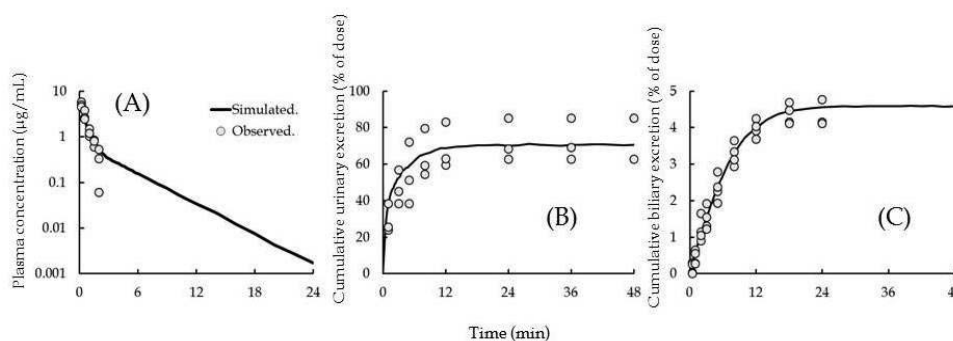 Plasma concentration (µg/mL)
10
1
0.1
0.01
0.001
(A)
Simulated.
Observed.
0 6 12 18 24
Cumulative urinary excretion (% of dose)
100
80
60
40
20
0
(B)
0 12 24 36 48
Cumulative biliary excretion (% of dose)
5
4
3
2
1
0
(C)
0 12 24 36 48
Time (min)